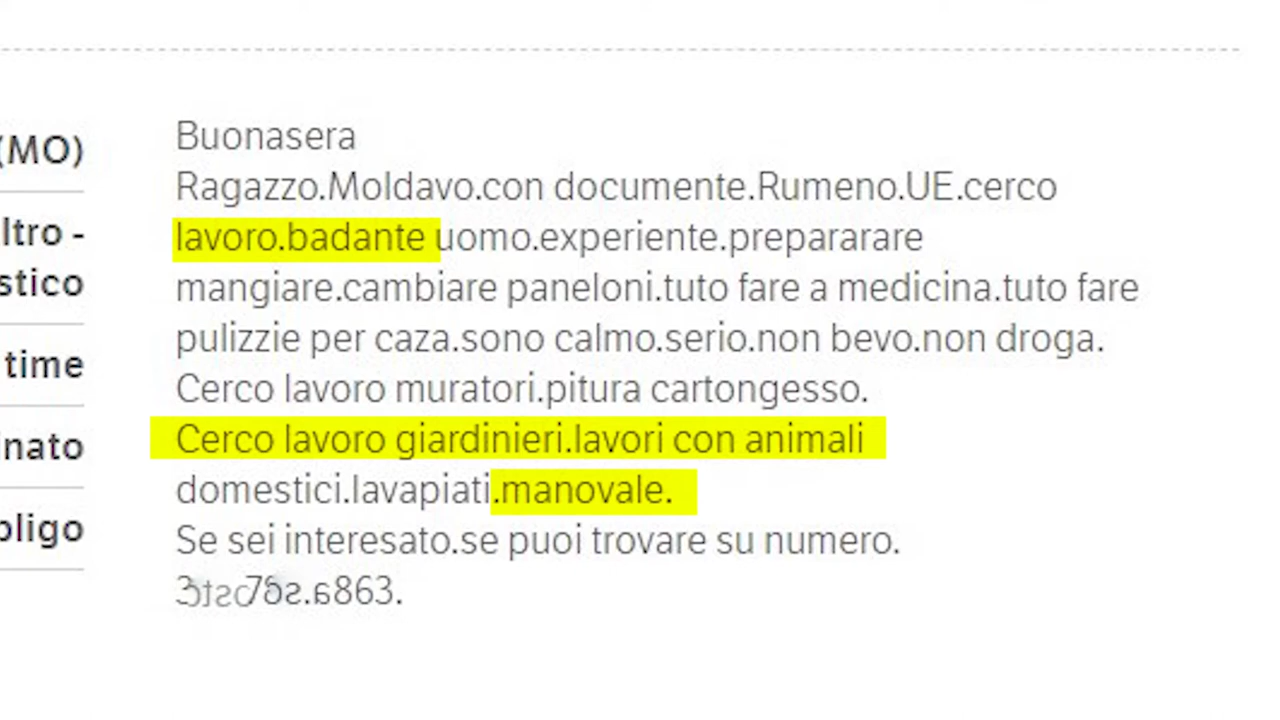 (MO)
ltro -
stico
time
nato
bligo
Buonasera
Ragazzo.Moldavo.con documente.Rumeno.UE.cerco
lavoro.badante uomo.experiente.prepararare
mangiare.cambiare paneloni.tuto fare a medicina.tuto fare
pulizzie per caza.sono calmo.serio.non bevo.non droga.
Cerco lavoro muratori.pitura cartongesso.
Cerco lavoro giardinieri.lavori con animali
domestici.lavapiati.manovale.
Se sei interesato.se puoi trovare su numero.